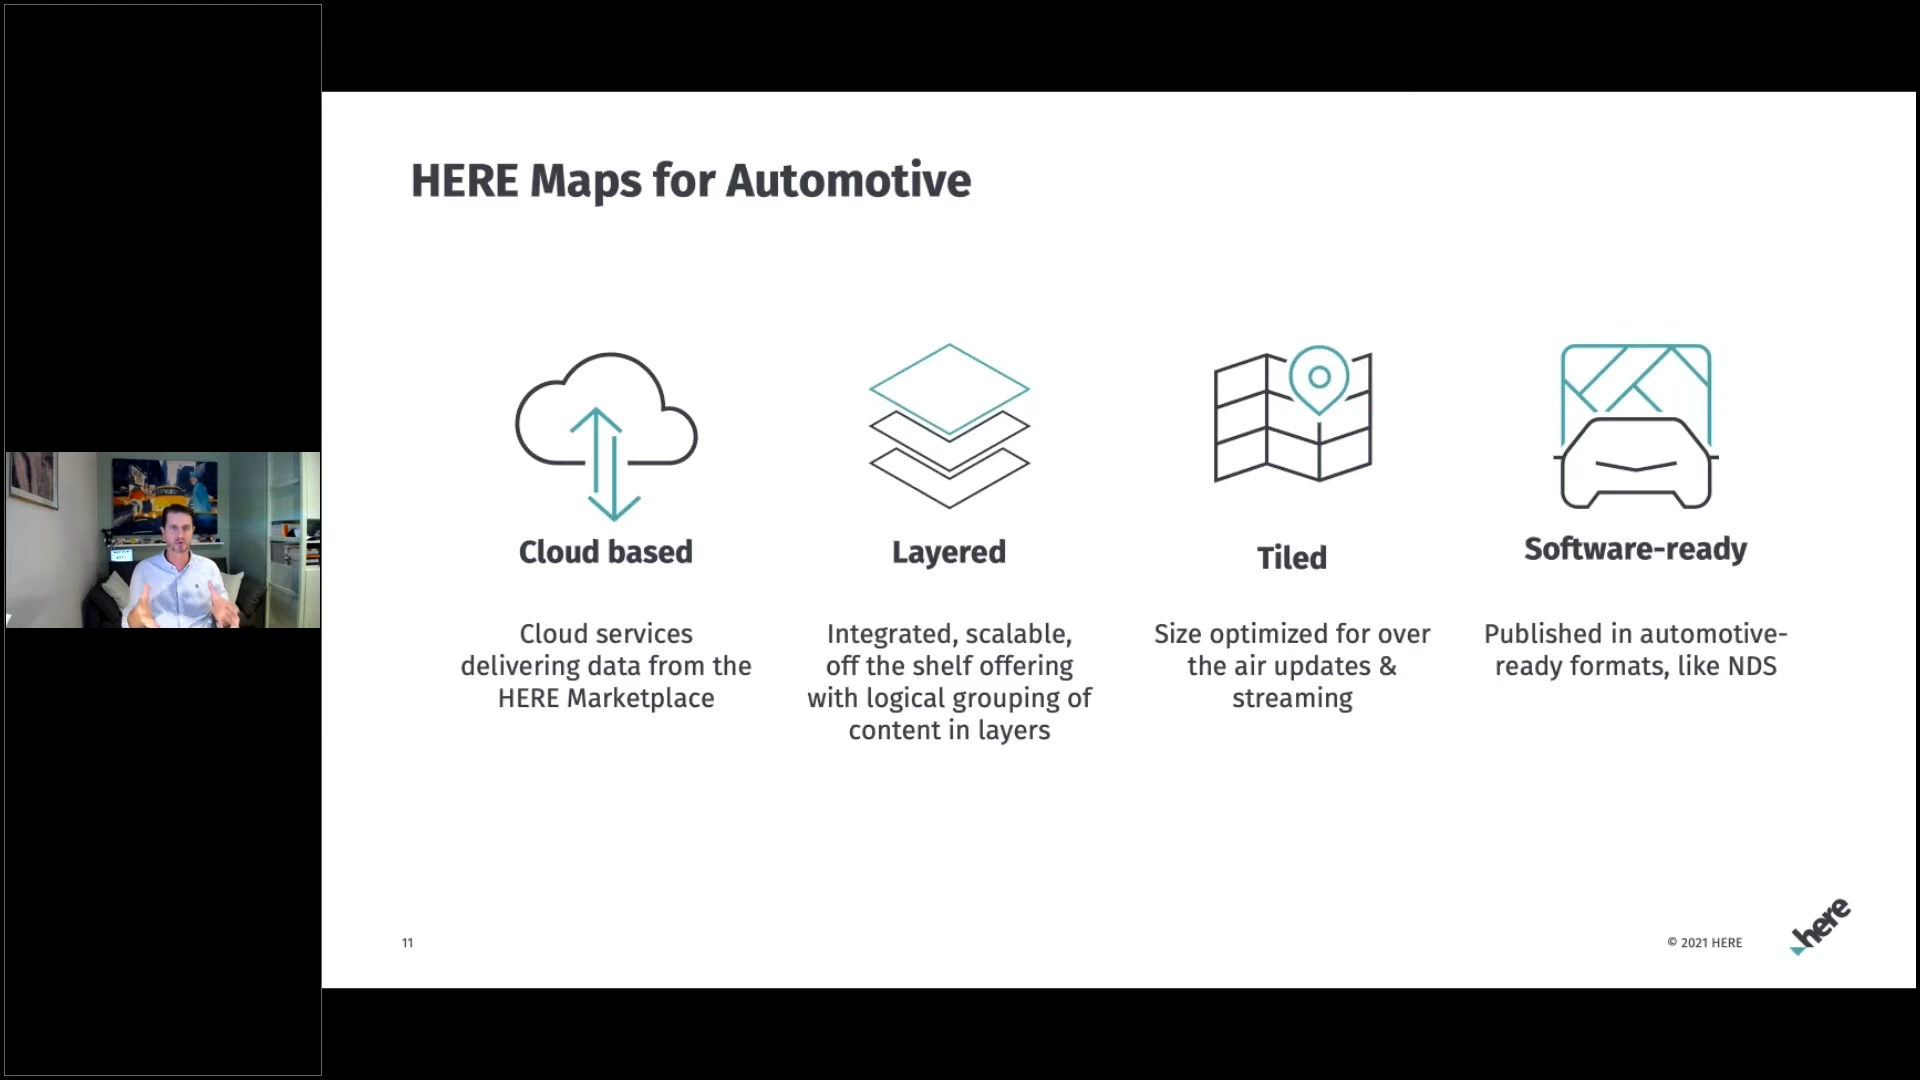 HERE Maps for Automotive
Cloud based
Cloud services
delivering data from the
HERE Marketplace
Layered
Integrated, scalable,
off the shelf offering
with logical grouping of
content in layers
Tiled
Size optimized for over
the air updates &
streaming
Software-ready
Published in automotive-
ready formats, like NDS
11
© 2021 HERE
here